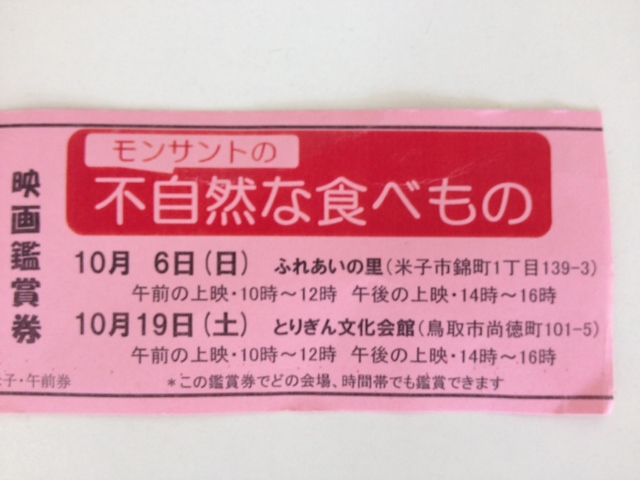 映画鑑賞券
モンサントの
不自然な食べもの
10月 6日(日) ふれあいの里(米子市錦町1丁目139-3)
午前の上映・10時~12時 午後の上映・14時~16時
10月19日(土) とりぎん文化会館(鳥取市尚徳町101-5)
午前の上映・10時~12時 午後の上映・14時~16時
子・午前券 *この鑑賞券でどの会場、時間帯でも鑑賞できます